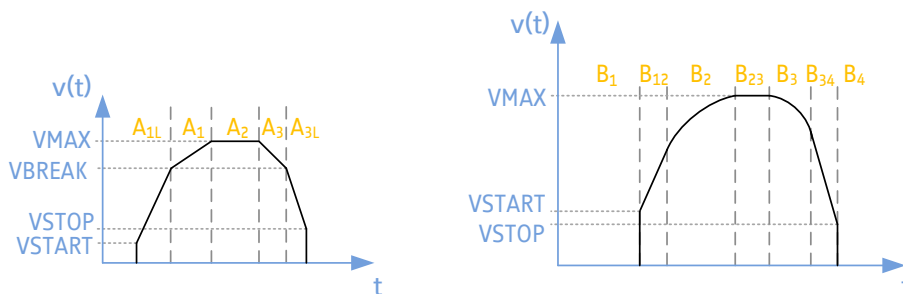 v(t)
A1L A1 A2 A3 A3L
VMAX
VBREAK
VSTOP
VSTART
t
v(t)
B1 B12 B2 B23 B3 B34 B4
VMAX
VSTART
VSTOP
t